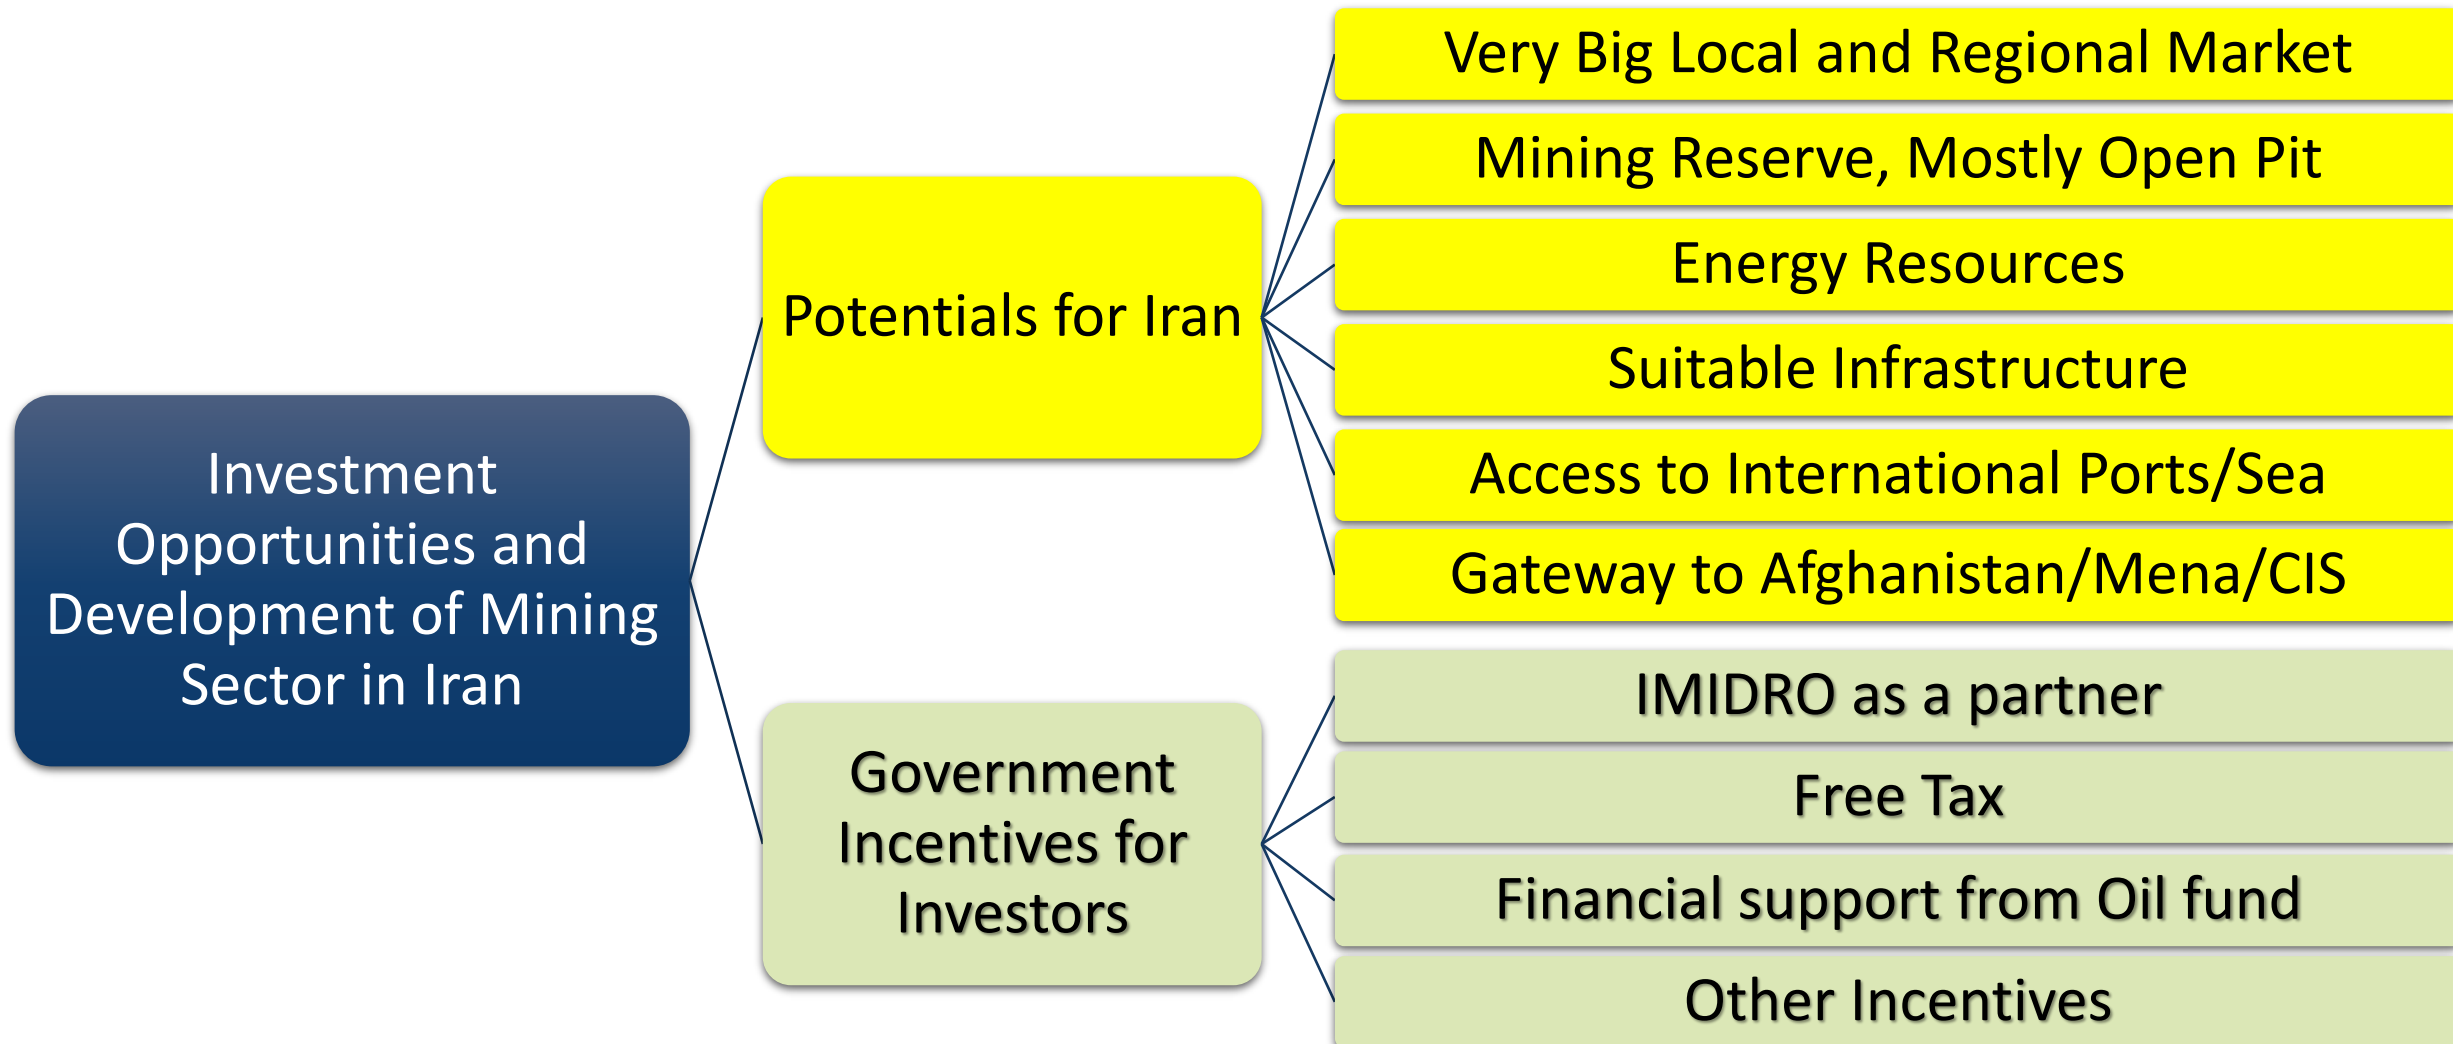 Investment
Opportunities and
Development of Mining
Sector in Iran
Potentials for Iran
Very Big Local and Regional Market
Mining Reserve, Mostly Open Pit
Energy Resources
Suitable Infrastructure
Access to International Ports/Sea
Gateway to Afghanistan/Mena/CIS
Government
Incentives for
Investors
IMIDRO as a partner
Free Tax
Financial support from Oil fund
Other Incentives